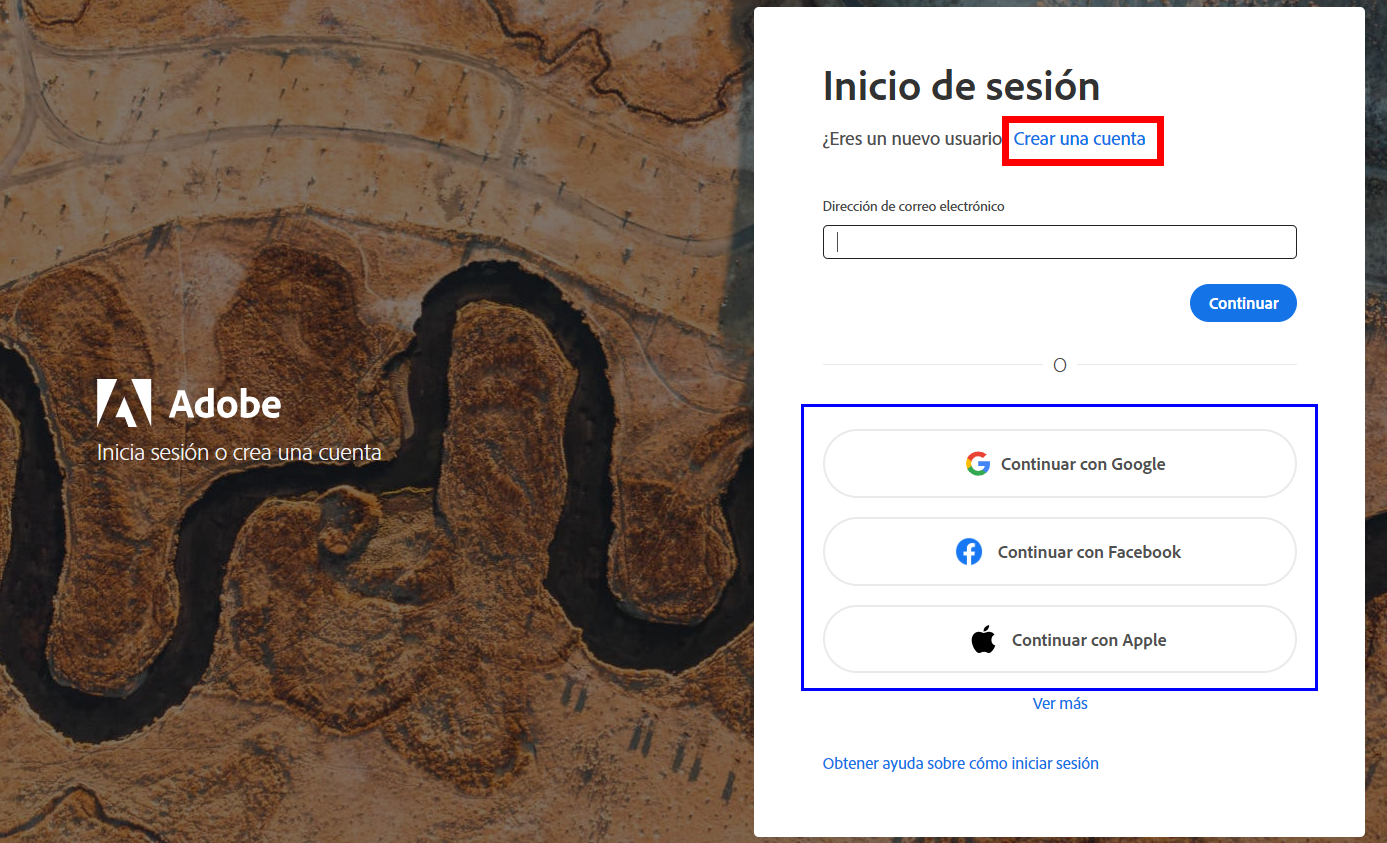 Adobe
Inicia sesión o crea una cuenta
Inicio de sesión
¿Eres un nuevo usuario Crear una cuenta
Dirección de correo electrónico
Continuar
O
Continuar con Google
Continuar con Facebook
Continuar con Apple
Ver más
Obtener ayuda sobre cómo iniciar sesión